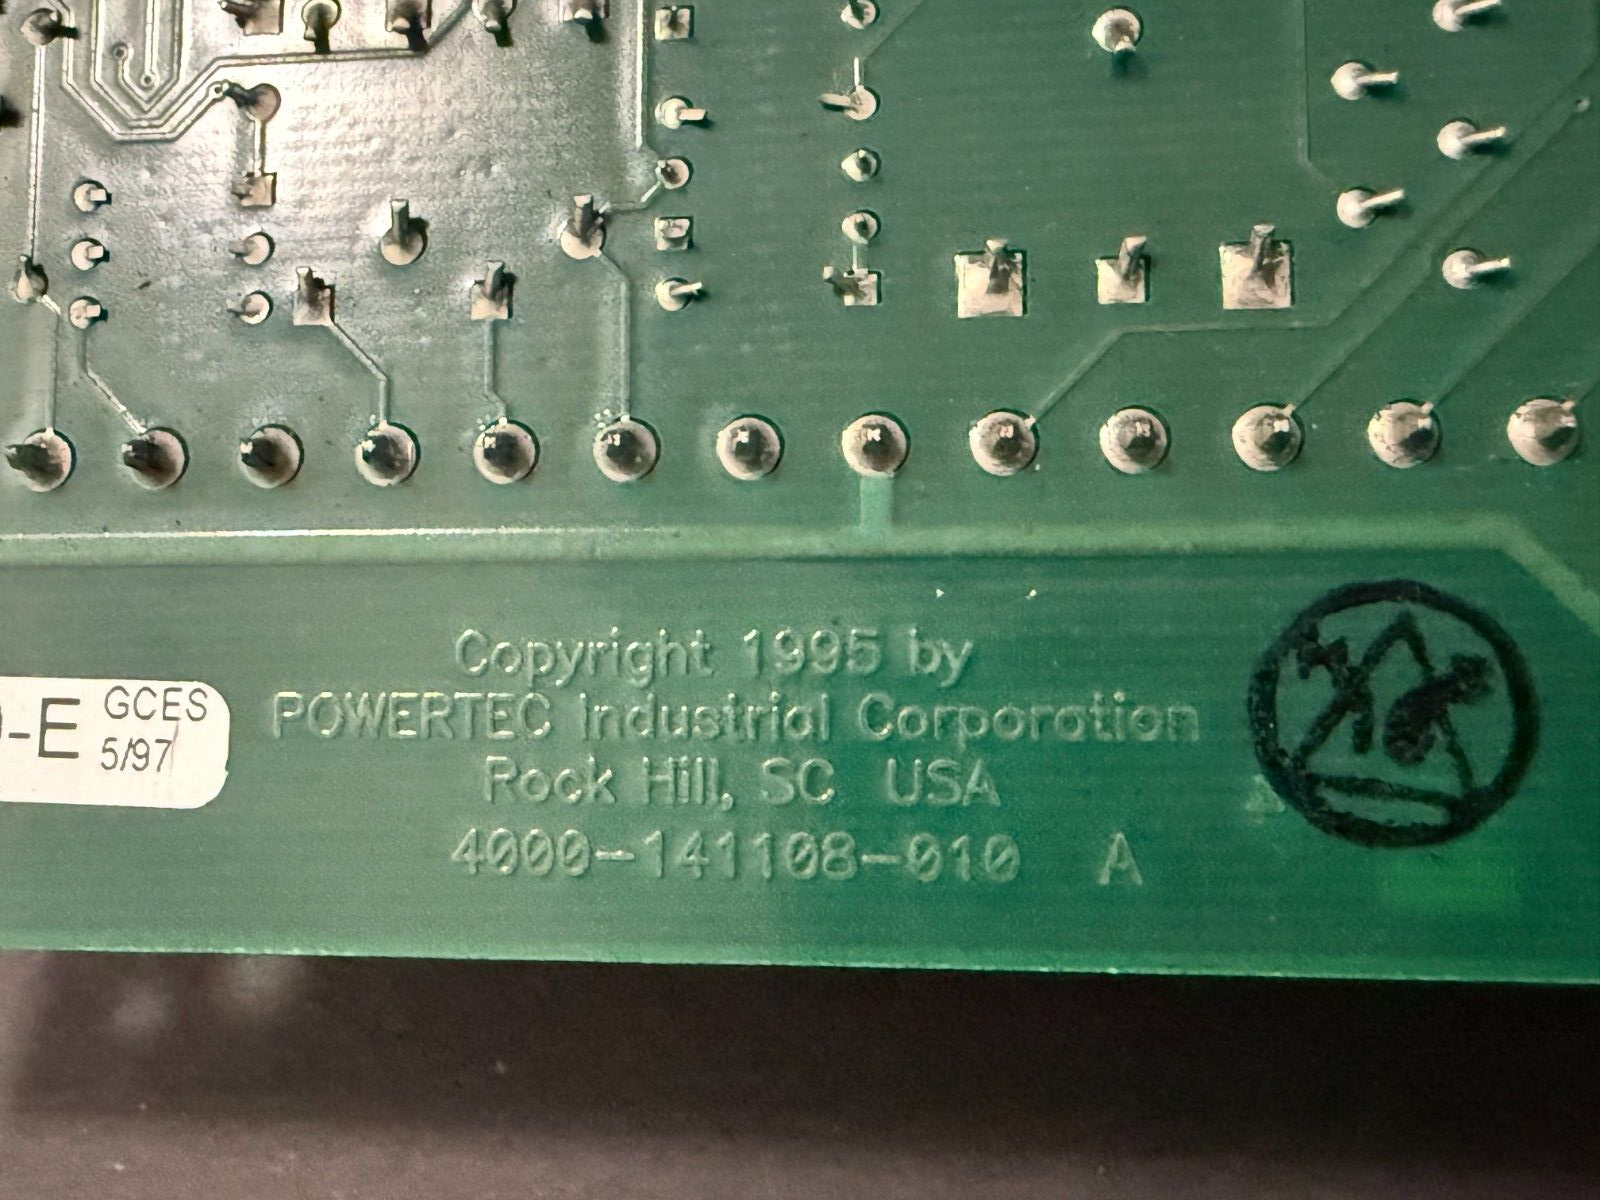 -E GCES
5/97
Copyright 1995 by
POWERTEC Industrial Corporation
Rock Hill, SC USA
4000-141108-010 A